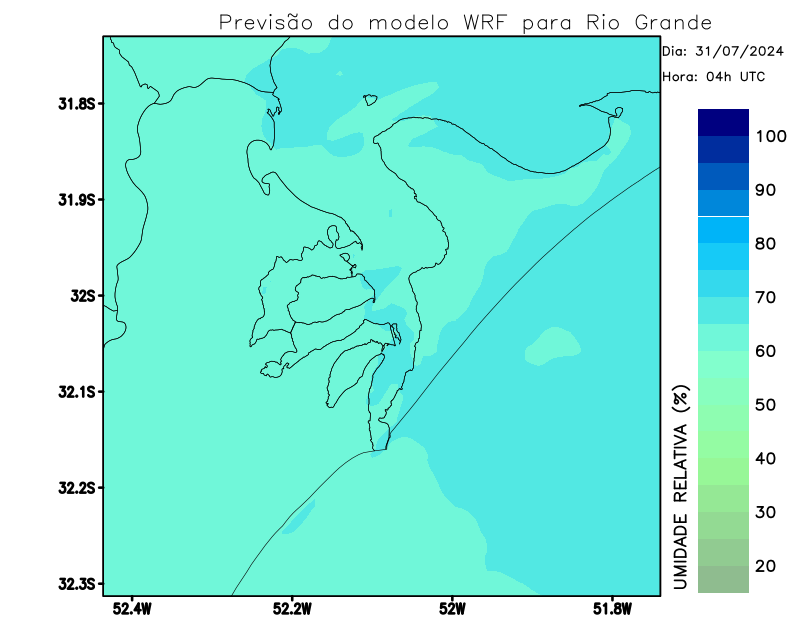 Previsão do modelo WRF para Rio Grande
Dia: 31/07/2024
Hora: 04h UTC
31.8S
31.9S
32S
32.1S
32.2S
32.3S
52.4W
52.2W
52W
51.8W
100
90
80
70
60
50
40
30
20
UMIDADE RELATIVA (%)